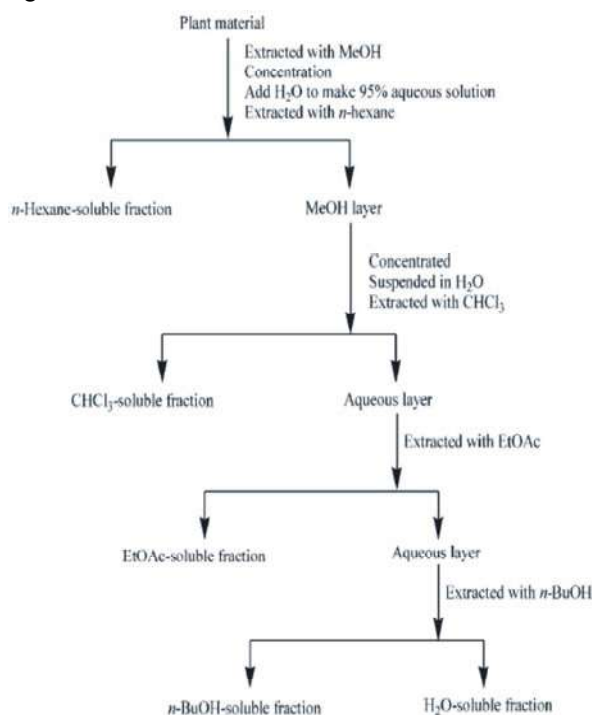 Plant material
Extracted with MeOH
Concentration
Add H₂O to make 95% aqueous solution
Extracted with n-hexane
n-Hexane-soluble fraction
MeOH layer
Concentrated
Suspended in H₂O
Extracted with CHCl₃
CHCl₃-soluble fraction
Aqueous layer
Extracted with EtOAc
EtOAc-soluble fraction
Aqueous layer
Extracted with n-BuOH
n-BuOH-soluble fraction
H₂O-soluble fraction